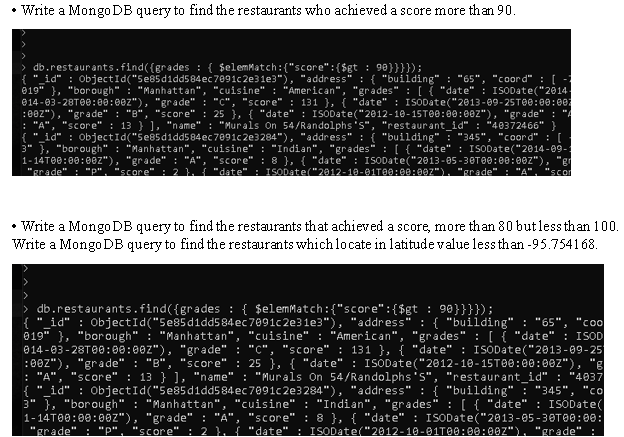 • Write a MongoDB query to find the restaurants who achieved a score more than 90.
>
>
> db.restaurants.find({grades : { $elemMatch:{"score":{$gt : 90}}}});
{ "_id" : ObjectId("5e85d1dd584ec7091c2e31e3"), "address" : { "building" : "65", "coord" : [ -7
019" }, "borough" : "Manhattan", "cuisine" : "American", "grades" : [ { "date" : ISODate("2014-
014-03-28T00:00:00Z"), "grade" : "C", "score" : 131 }, { "date" : ISODate("2013-09-25T00:00:00Z
:00Z"), "grade" : "B", "score" : 25 }, { "date" : ISODate("2012-10-15T00:00:00Z"), "grade" : "A
: "A", "score" : 13 } ], "name" : "Murals On 54/Randolphs'S", "restaurant_id" : "40372466" }
{ "_id" : ObjectId("5e85d1dd584ec7091c2e3284"), "address" : { "building" : "345", "coord" : [ -
3" }, "borough" : "Manhattan", "cuisine" : "Indian", "grades" : [ { "date" : ISODate("2014-09-1
1-14T00:00:00Z"), "grade" : "A", "score" : 8 }, { "date" : ISODate("2013-05-30T00:00:00Z"), "gr
"grade" : "P", "score" : 2 }, { "date" : ISODate("2012-10-01T00:00:00Z"), "grade" : "A", "scor
• Write a MongoDB query to find the restaurants that achieved a score, more than 80 but less than 100.
Write a MongoDB query to find the restaurants which locate in latitude value less than -95.754168.
>
>
>
> db.restaurants.find({grades : { $elemMatch:{"score":{$gt : 90}}}});
{ "_id" : ObjectId("5e85d1dd584ec7091c2e31e3"), "address" : { "building" : "65", "coo
019" }, "borough" : "Manhattan", "cuisine" : "American", "grades" : [ { "date" : ISOD
014-03-28T00:00:00Z"), "grade" : "C", "score" : 131 }, { "date" : ISODate("2013-09-25
:00Z"), "grade" : "B", "score" : 25 }, { "date" : ISODate("2012-10-15T00:00:00Z"), "g
: "A", "score" : 13 } ], "name" : "Murals On 54/Randolphs'S", "restaurant_id" : "4037
{ "_id" : ObjectId("5e85d1dd584ec7091c2e3284"), "address" : { "building" : "345", "co
3" }, "borough" : "Manhattan", "cuisine" : "Indian", "grades" : [ { "date" : ISODate(
1-14T00:00:00Z"), "grade" : "A", "score" : 8 }, { "date" : ISODate("2013-05-30T00:00:
"grade" : "P", "score" : 2 }, { "date" : ISODate("2012-10-01T00:00:00Z"), "grade" :